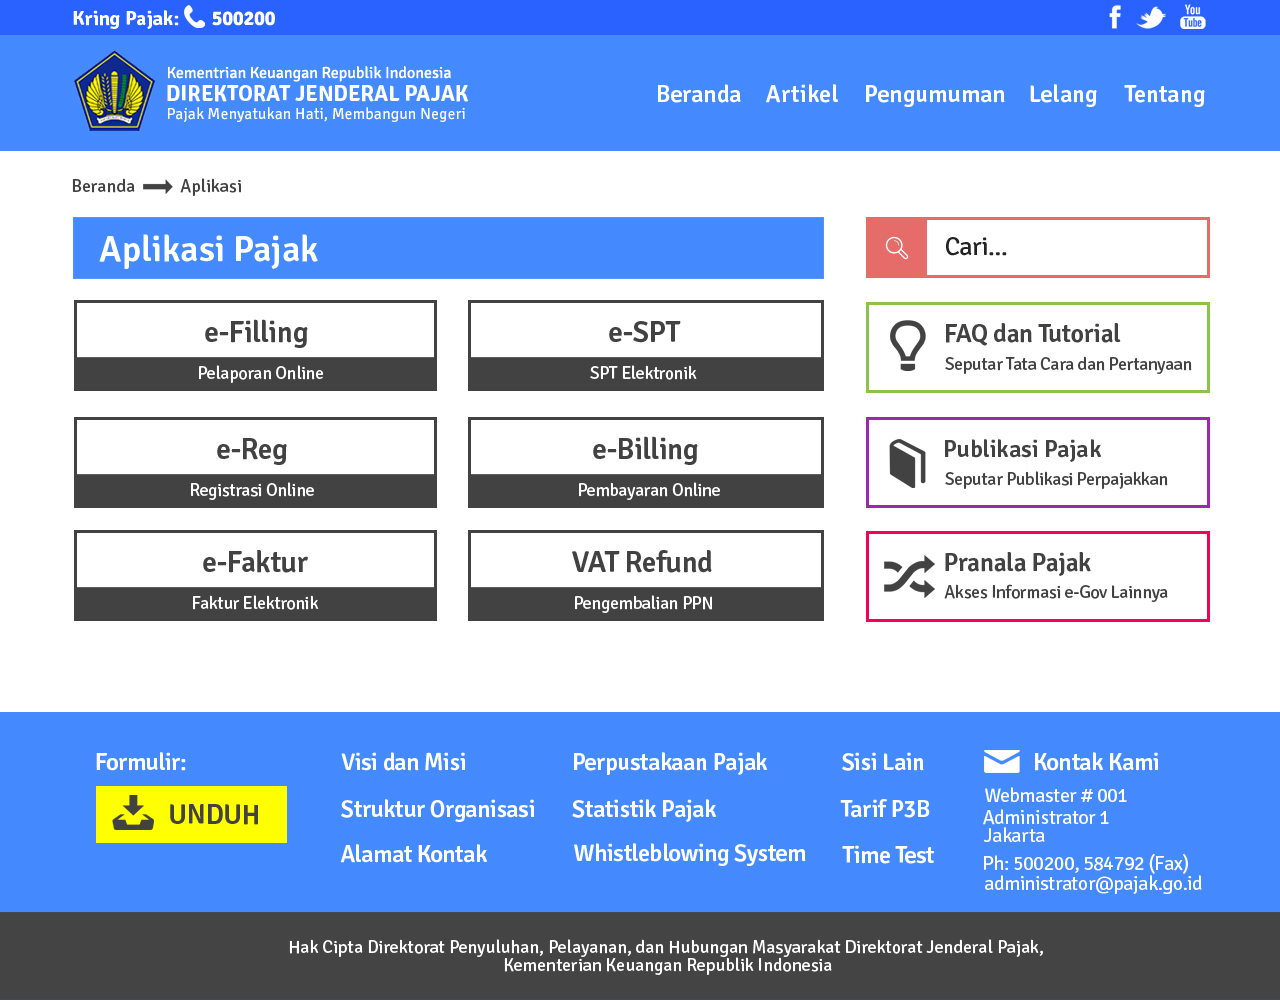 Kring Pajak: 500200
You
Tube
Kementrian Keuangan Republik Indonesia
DIREKTORAT JENDERAL PAJAK
Pajak Menyatukan Hati, Membangun Negeri
Beranda Artikel Pengumuman Lelang Tentang
Beranda Aplikasi
Aplikasi Pajak
e-Filling
Pelaporan Online
e-SPT
SPT Elektronik
e-Reg
Registrasi Online
e-Billing
Pembayaran Online
e-Faktur
Faktur Elektronik
VAT Refund
Pengembalian PPN
Cari...
FAQ dan Tutorial
Seputar Tata Cara dan Pertanyaan
Publikasi Pajak
Seputar Publikasi Perpajakkan
Pranala Pajak
Akses Informasi e-Gov Lainnya
Formulir:
UNDUH
Visi dan Misi
Struktur Organisasi
Alamat Kontak
Perpustakaan Pajak
Statistik Pajak
Whistleblowing System
Sisi Lain
Tarif P3B
Time Test
Kontak Kami
Webmaster # 001
Administrator 1
Jakarta
Ph: 500200, 584792 (Fax)
administrator@pajak.go.id
Hak Cipta Direktorat Penyuluhan, Pelayanan, dan Hubungan Masyarakat Direktorat Jenderal Pajak,
Kementerian Keuangan Republik Indonesia